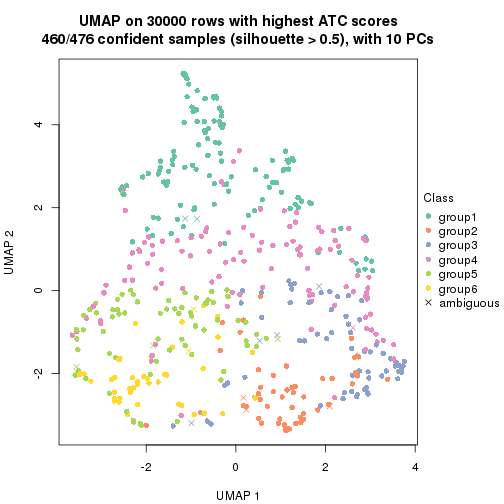 UMAP on 30000 rows with highest ATC scores
460/476 confident samples (silhouette > 0.5), with 10 PCs
4
2
0
-2
UMAP 2
-2
0
2
4
UMAP 1
Class
group1
group2
group3
group4
group5
group6
ambiguous